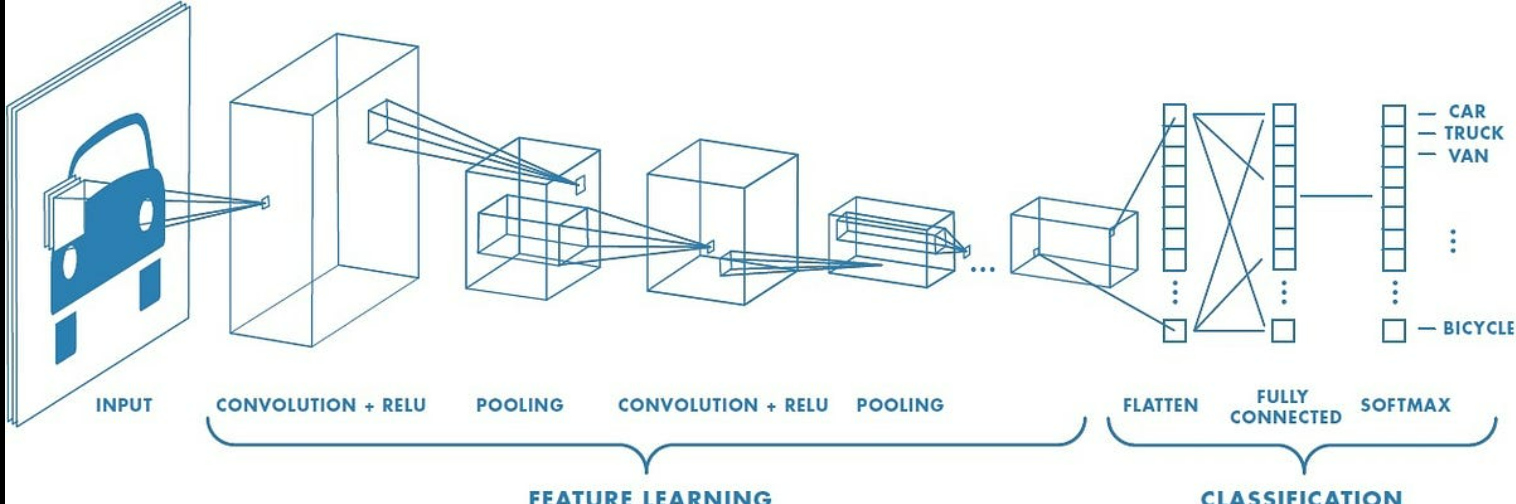 CAR
TRUCK
VAN
BICYCLE
INPUT
CONVOLUTION + RELU
POOLING
CONVOLUTION + RELU
POOLING
FLATTEN
FULLY
CONNECTED
SOFTMAX
FEATURE LEARNING
CLASSIFICATION